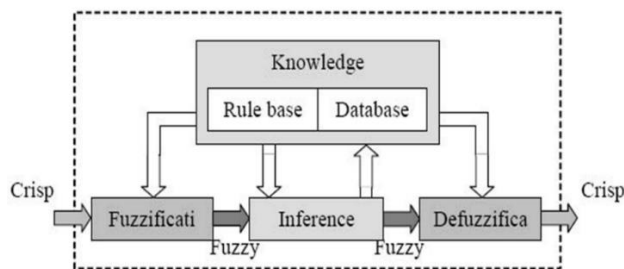 Knowledge
Rule base Database
Crisp Crisp
Fuzzificati Inference Defuzzifica
Fuzzy Fuzzy